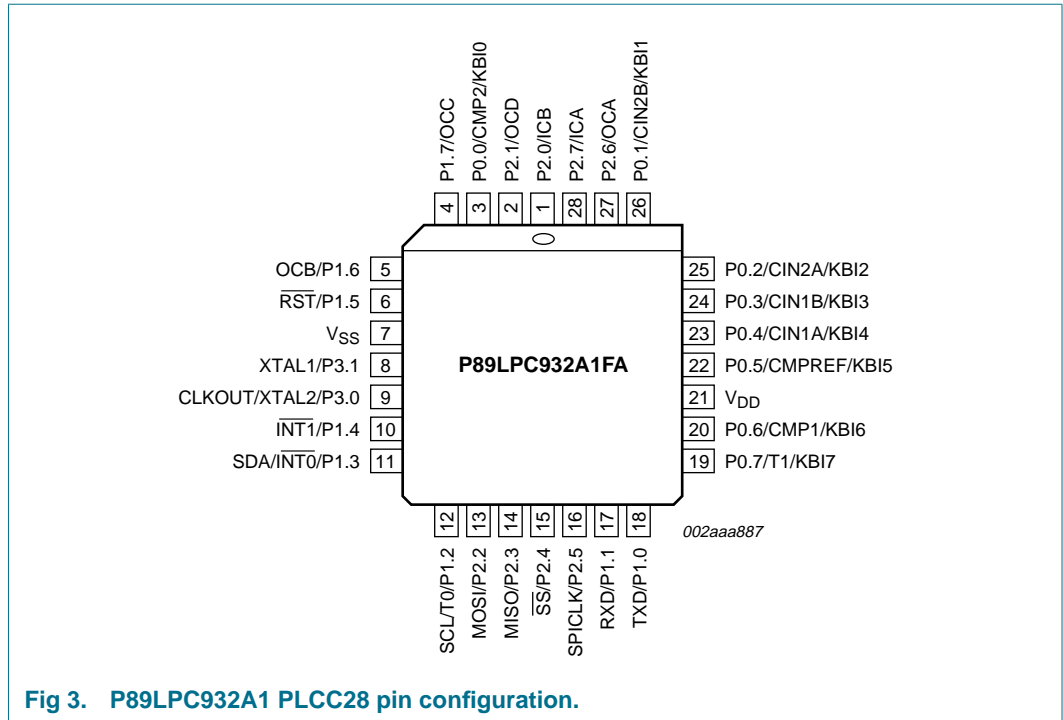 P1.7/OCC
P0.0/CMP2/KBI0
P2.1/OCD
P2.0/ICB
P2.7/ICA
P2.6/OCA
P0.1/CIN2B/KBI1
4
3
2
1
28
27
26
OCB/P1.6 5
RST/P1.5 6
VSS 7
XTAL1/P3.1 8
CLKOUT/XTAL2/P3.0 9
INT1/P1.4 10
SDA/INT0/P1.3 11
P89LPC932A1FA
25 P0.2/CIN2A/KBI2
24 P0.3/CIN1B/KBI3
23 P0.4/CIN1A/KBI4
22 P0.5/CMPREF/KBI5
21 VDD
20 P0.6/CMP1/KBI6
19 P0.7/T1/KBI7
12
13
14
15
16
17
18
SCL/T0/P1.2
MOSI/P2.2
MISO/P2.3
SS/P2.4
SPICLK/P2.5
RXD/P1.1
TXD/P1.0
002aaa887
Fig 3. P89LPC932A1 PLCC28 pin configuration.